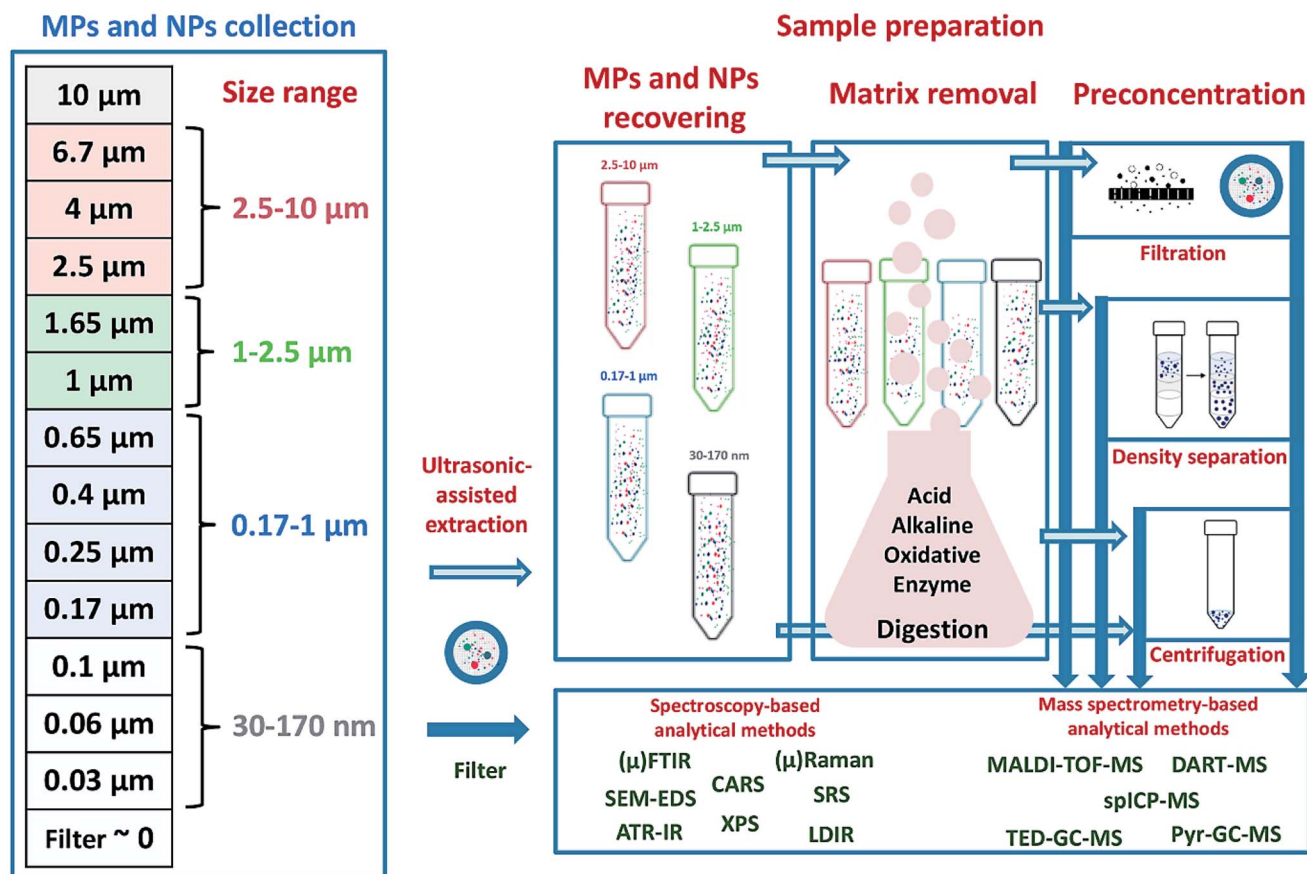 MPs and NPs collection
10 µm
6.7 µm
4 µm
2.5 µm
1.65 µm
1 µm
0.65 µm
0.4 µm
0.25 µm
0.17 µm
0.1 µm
0.06 µm
0.03 µm
Filter ~ 0
Size range
2.5-10 µm
1-2.5 µm
0.17-1 µm
30-170 nm
Ultrasonic-
assisted
extraction
Filter
Sample preparation
MPs and NPs
recovering
2.5-10 µm
1-2.5 µm
0.17-1 µm
30-170 nm
Matrix removal
Acid
Alkaline
Oxidative
Enzyme
Digestion
Preconcentration
Filtration
Density separation
Centrifugation
Spectroscopy-based
analytical methods
(µ)FTIR
(µ)Raman
CARS
SEM-EDS
SRS
ATR-IR
XPS
LDIR
Mass spectrometry-based
analytical methods
MALDI-TOF-MS
DART-MS
spICP-MS
TED-GC-MS
Pyr-GC-MS